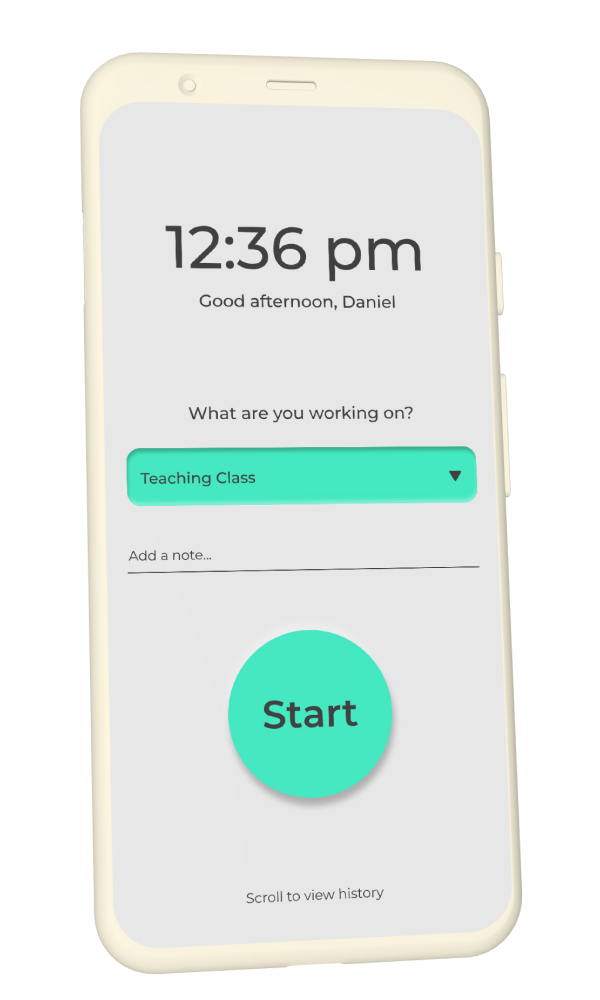 12:36 pm
Good afternoon, Daniel
What are you working on?
Teaching Class
Add a note...
Start
Scroll to view history